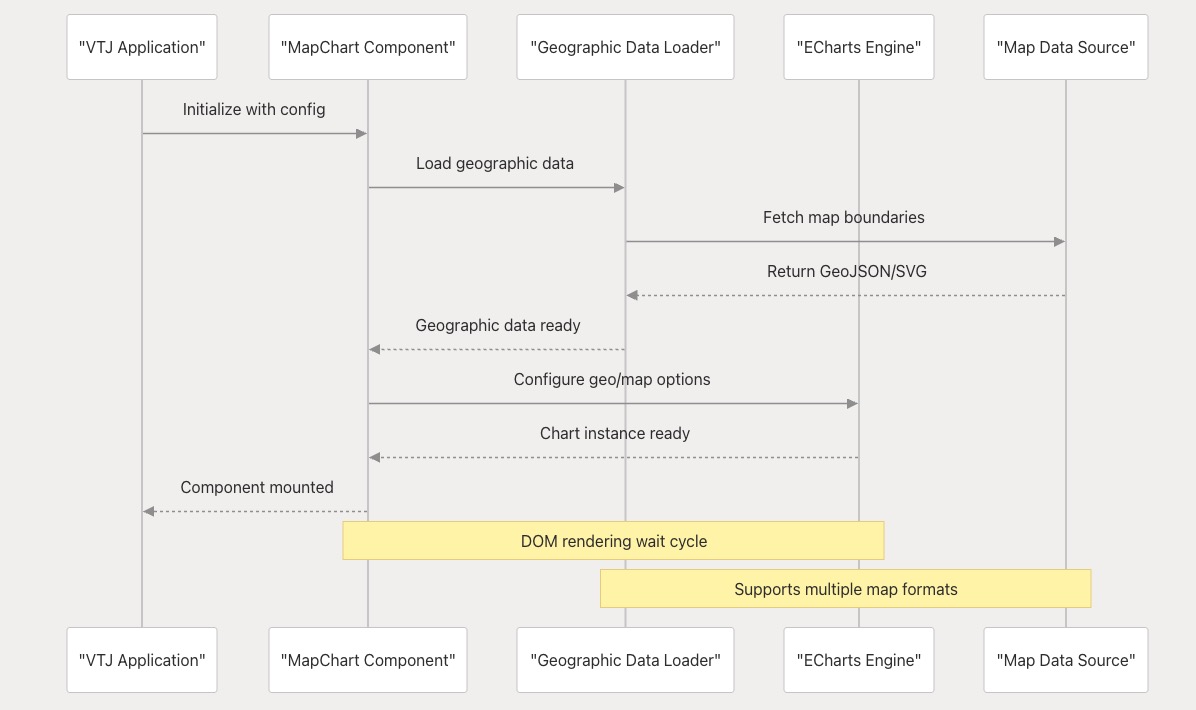 "VTJ Application"
"MapChart Component"
"Geographic Data Loader"
"ECharts Engine"
"Map Data Source"
Initialize with config
Load geographic data
Fetch map boundaries
Return GeoJSON/SVG
Geographic data ready
Configure geo/map options
Chart instance ready
Component mounted
DOM rendering wait cycle
Supports multiple map formats
"VTJ Application"
"MapChart Component"
"Geographic Data Loader"
"ECharts Engine"
"Map Data Source"